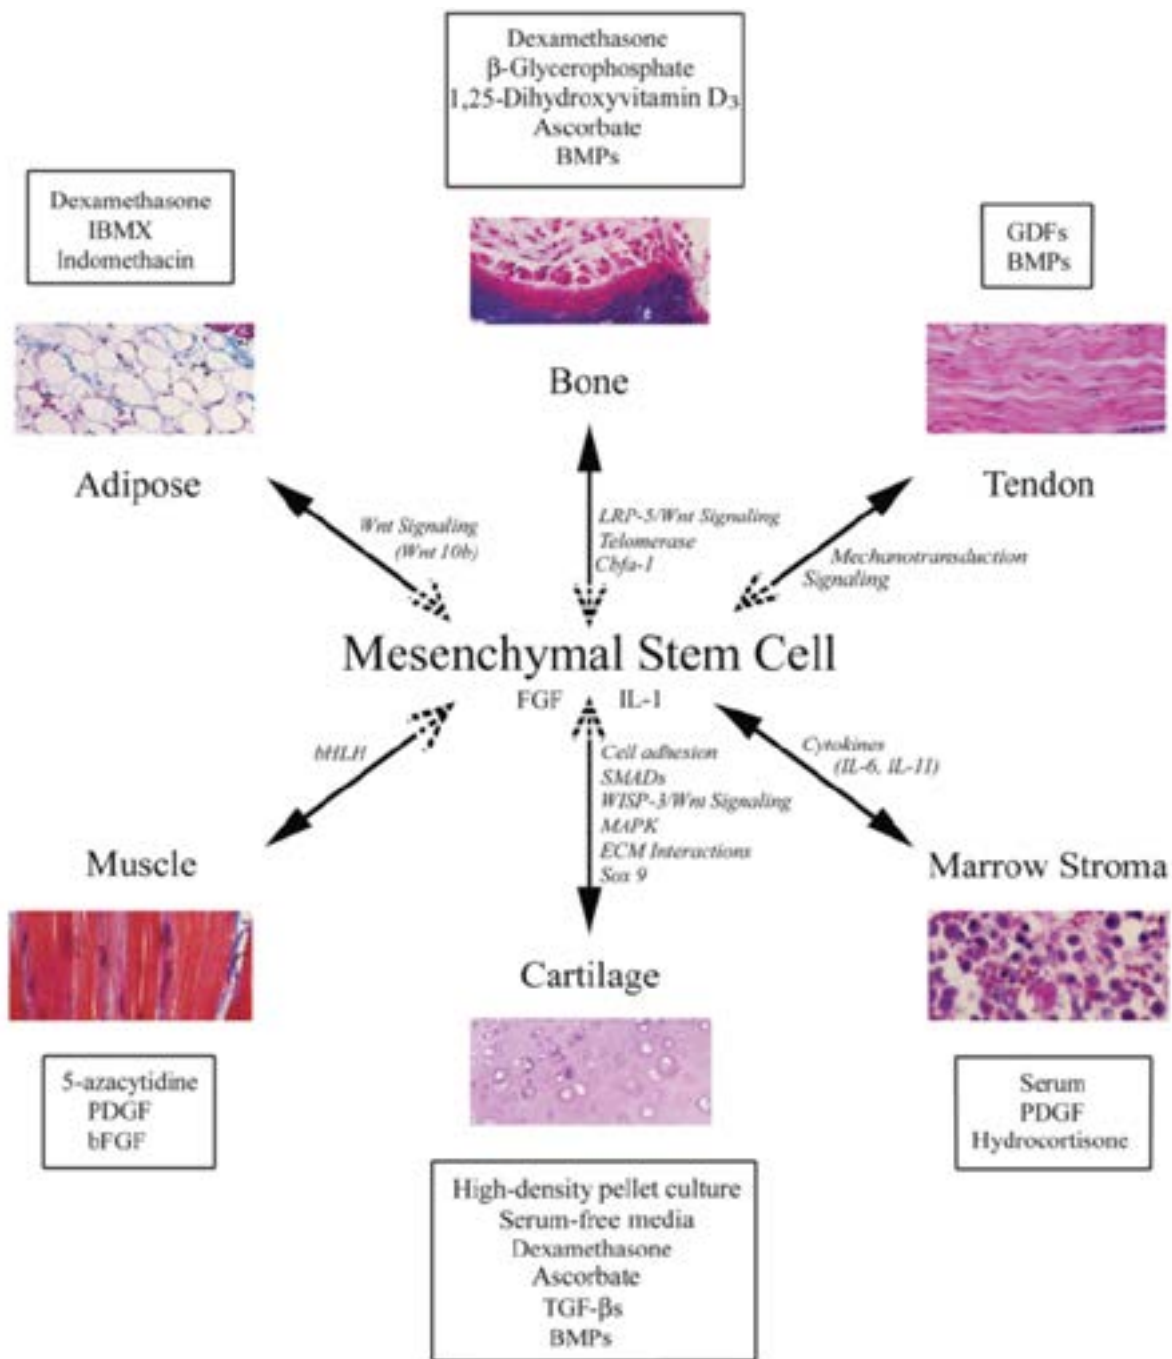 Dexamethasone
β-Glycerophosphate
1,25-Dihydroxyvitamin D₃
Ascorbate
BMPs
Dexamethasone
IBMX
Indomethacin
GDFs
BMPs
Bone
Adipose
Tendon
Wnt Signaling
(Wnt 10b)
LRP-5/Wnt Signaling
Telomerase
Cbfa-1
Mechanotransduction
Signaling
Mesenchymal Stem Cell
FGF IL-1
bHLH
Cell adhesion
SMADs
WISP-3/Wnt Signaling
MAPK
ECM Interactions
Sox 9
Cytokines
(IL-6, IL-11)
Muscle
Marrow Stroma
Cartilage
5-azacytidine
PDGF
bFGF
Serum
PDGF
Hydrocortisone
High-density pellet culture
Serum-free media
Dexamethasone
Ascorbate
TGF-βs
BMPs